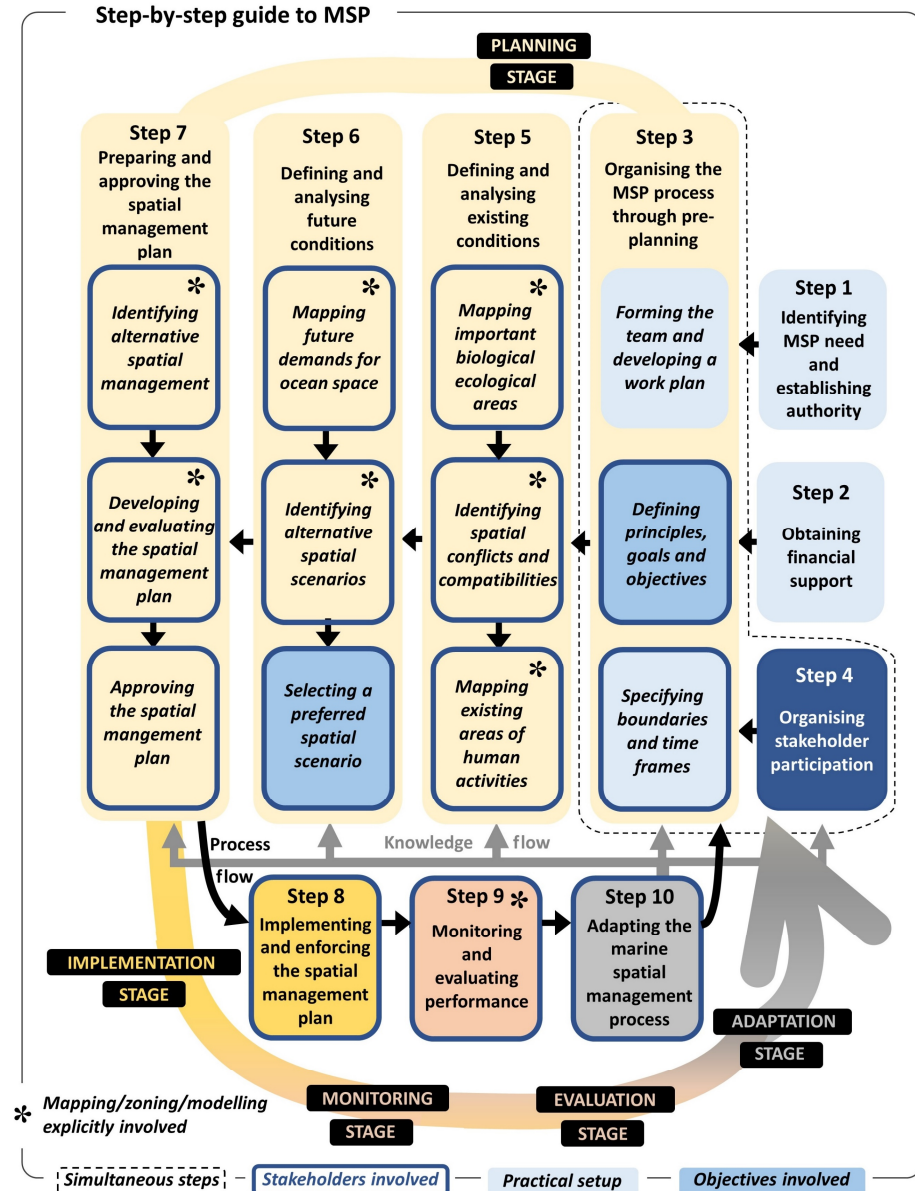 Step-by-step guide to MSP
PLANNING
STAGE
Step 7
Preparing and
approving the
spatial
management
plan
Step 6
Defining and
analysing
future
conditions
Step 5
Defining and
analysing
existing
conditions
Step 3
Organising the
MSP process
through pre-
planning
*
Identifying
alternative
spatial
management
*
Mapping
future
demands for
ocean space
*
Mapping
important
biological
ecological
areas
Forming the
team and
developing a
work plan
Step 1
Identifying
MSP need
and
establishing
authority
*
Developing
and evaluating
the spatial
management
plan
*
Identifying
alternative
spatial
scenarios
*
Identifying
spatial
conflicts and
compatibilities
Defining
principles,
goals and
objectives
Step 2
Obtaining
financial
support
Approving
the spatial
mangement
plan
Selecting a
preferred
spatial
scenario
*
Mapping
existing
areas of
human
activities
Specifying
boundaries
and time
frames
Step 4
Organising
stakeholder
participation
Process
flow
Knowledge flow
Step 8
Implementing
and enforcing
the spatial
management
plan
Step 9 *
Monitoring
and
evaluating
performance
Step 10
Adapting the
marine
spatial
management
process
IMPLEMENTATION
STAGE
ADAPTATION
STAGE
MONITORING
STAGE
EVALUATION
STAGE
* Mapping/zoning/modelling
explicitly involved
Simultaneous steps
Stakeholders involved
Practical setup
Objectives involved